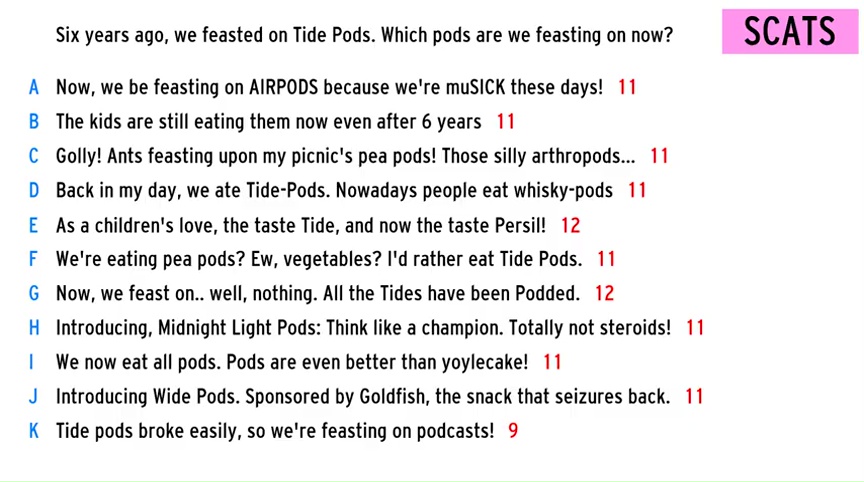 Six years ago, we feasted on Tide Pods. Which pods are we feasting on now?
SCATS
A Now, we be feasting on AIRPODS because we're muSICK these days! 11
B The kids are still eating them now even after 6 years 11
C Golly! Ants feasting upon my picnic's pea pods! Those silly arthropods... 11
D Back in my day, we ate Tide-Pods. Nowadays people eat whisky-pods 11
E As a children's love, the taste Tide, and now the taste Persil! 12
F We're eating pea pods? Ew, vegetables? I'd rather eat Tide Pods. 11
G Now, we feast on.. well, nothing. All the Tides have been Podded. 12
H Introducing, Midnight Light Pods: Think like a champion. Totally not steroids! 11
I We now eat all pods. Pods are even better than yoylecake! 11
J Introducing Wide Pods. Sponsored by Goldfish, the snack that seizures back. 11
K Tide pods broke easily, so we're feasting on podcasts! 9